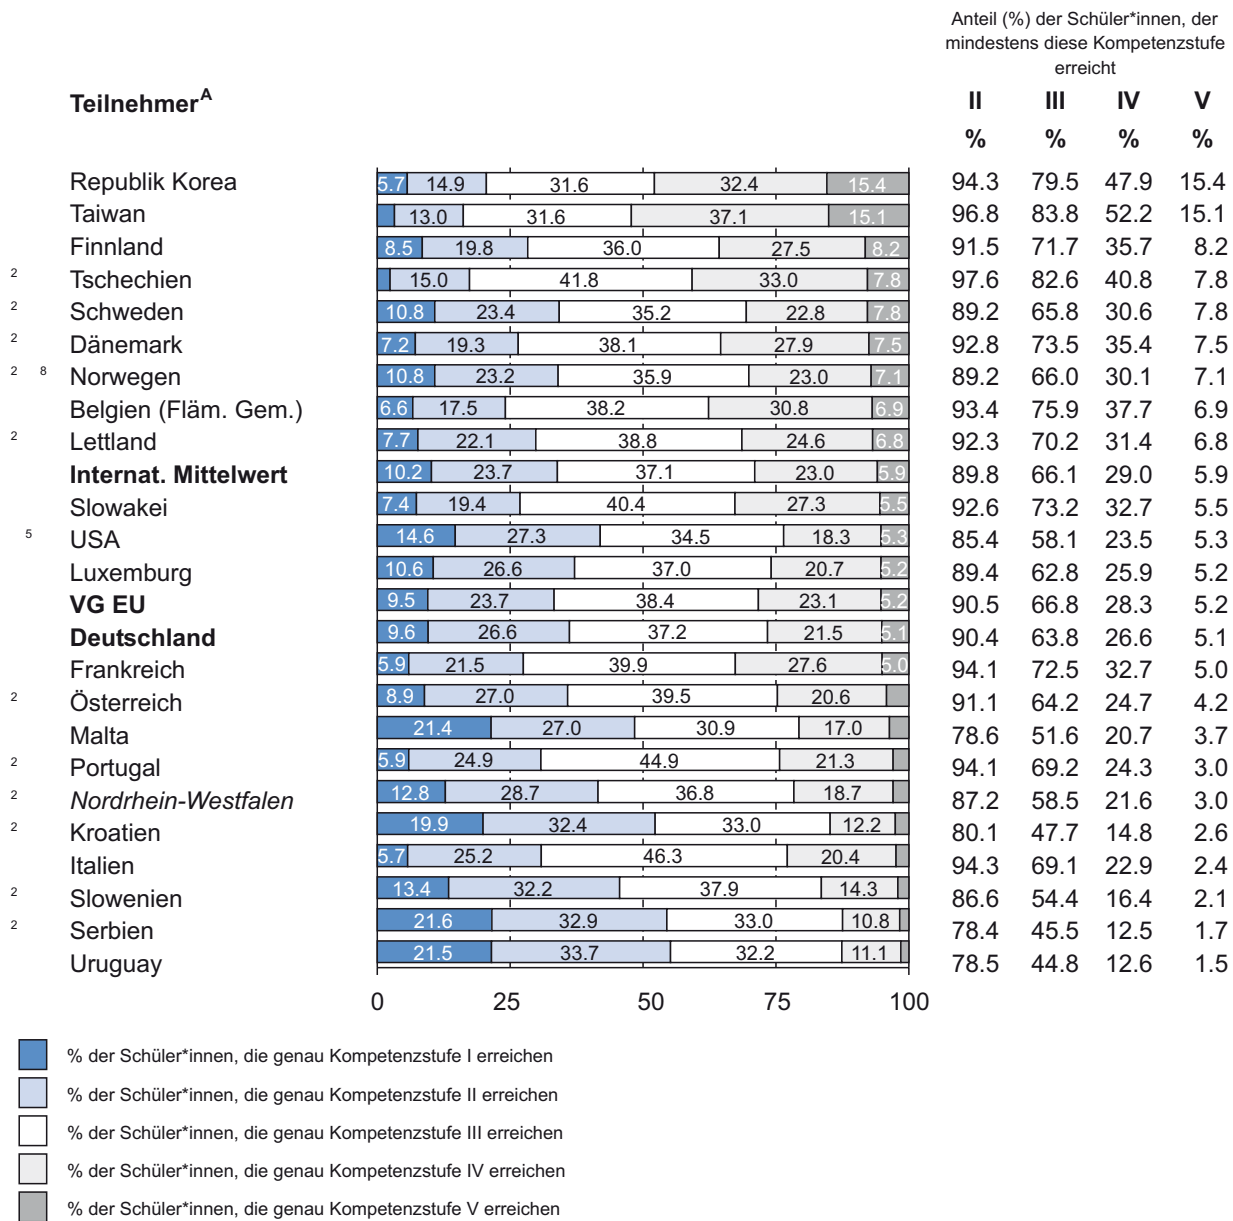 Anteil (%) der Schüler*innen, der
mindestens diese Kompetenzstufe
erreicht
Teilnehmer^A II III IV V
% % % %
Republik Korea 5.7 14.9 31.6 32.4 15.4 94.3 79.5 47.9 15.4
Taiwan 13.0 31.6 37.1 15.1 96.8 83.8 52.2 15.1
Finnland 8.5 19.8 36.0 27.5 8.2 91.5 71.7 35.7 8.2
2 Tschechien 15.0 41.8 33.0 7.8 97.6 82.6 40.8 7.8
2 Schweden 10.8 23.4 35.2 22.8 7.8 89.2 65.8 30.6 7.8
2 Dänemark 7.2 19.3 38.1 27.9 7.5 92.8 73.5 35.4 7.5
2 8 Norwegen 10.8 23.2 35.9 23.0 7.1 89.2 66.0 30.1 7.1
Belgien (Fläm. Gem.) 6.6 17.5 38.2 30.8 6.9 93.4 75.9 37.7 6.9
2 Lettland 7.7 22.1 38.8 24.6 6.8 92.3 70.2 31.4 6.8
Internat. Mittelwert 10.2 23.7 37.1 23.0 5.9 89.8 66.1 29.0 5.9
Slowakei 7.4 19.4 40.4 27.3 5.5 92.6 73.2 32.7 5.5
5 USA 14.6 27.3 34.5 18.3 5.3 85.4 58.1 23.5 5.3
Luxemburg 10.6 26.6 37.0 20.7 5.2 89.4 62.8 25.9 5.2
VG EU 9.5 23.7 38.4 23.1 5.2 90.5 66.8 28.3 5.2
Deutschland 9.6 26.6 37.2 21.5 5.1 90.4 63.8 26.6 5.1
Frankreich 5.9 21.5 39.9 27.6 5.0 94.1 72.5 32.7 5.0
2 Österreich 8.9 27.0 39.5 20.6 91.1 64.2 24.7 4.2
Malta 21.4 27.0 30.9 17.0 78.6 51.6 20.7 3.7
2 Portugal 5.9 24.9 44.9 21.3 94.1 69.2 24.3 3.0
2 Nordrhein-Westfalen 12.8 28.7 36.8 18.7 87.2 58.5 21.6 3.0
2 Kroatien 19.9 32.4 33.0 12.2 80.1 47.7 14.8 2.6
Italien 5.7 25.2 46.3 20.4 94.3 69.1 22.9 2.4
2 Slowenien 13.4 32.2 37.9 14.3 86.6 54.4 16.4 2.1
2 Serbien 21.6 32.9 33.0 10.8 78.4 45.5 12.5 1.7
Uruguay 21.5 33.7 32.2 11.1 78.5 44.8 12.6 1.5
0 25 50 75 100
% der Schüler*innen, die genau Kompetenzstufe I erreichen
% der Schüler*innen, die genau Kompetenzstufe II erreichen
% der Schüler*innen, die genau Kompetenzstufe III erreichen
% der Schüler*innen, die genau Kompetenzstufe IV erreichen
% der Schüler*innen, die genau Kompetenzstufe V erreichen